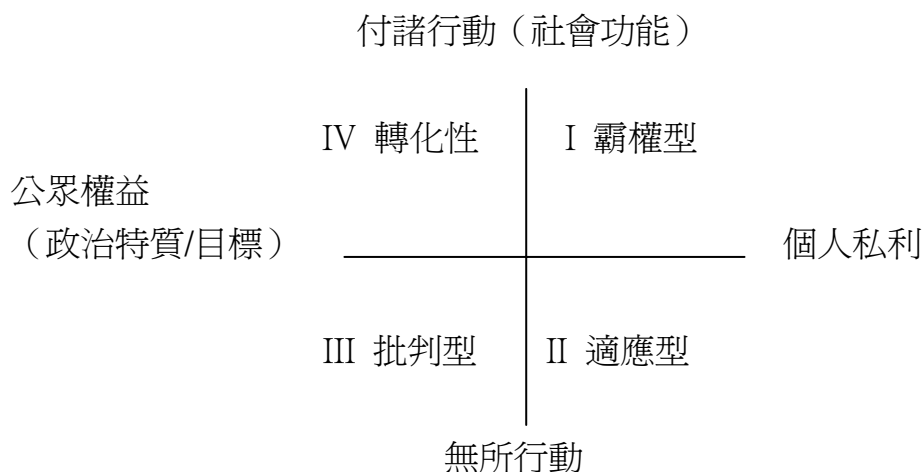 付諸行動（社會功能）
IV 轉化性
I 霸權型
公眾權益
（政治特質/目標）
個人私利
III 批判型
II 適應型
無所行動